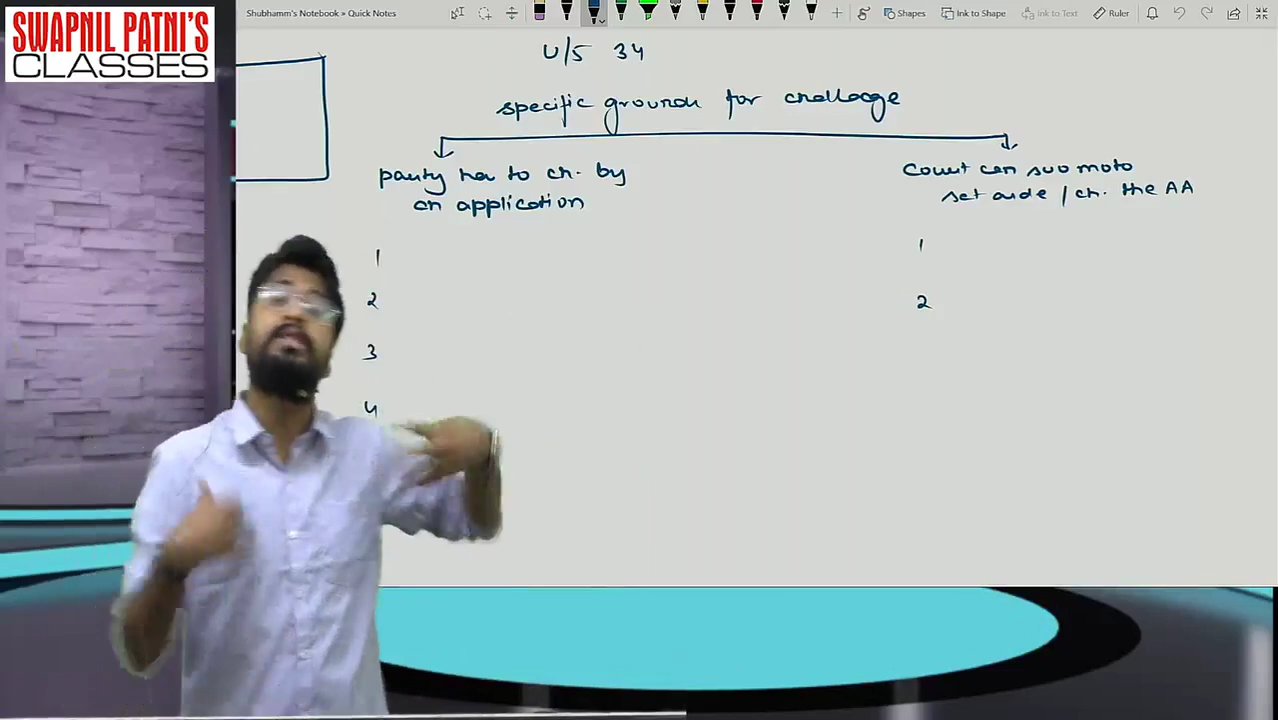 SWAPNIL PATNI'S
CLASSES
Shubhamm's Notebook » Quick Notes
Shapes
Ink to Shape
Ink to Text
Ruler
U/S 34
specific grounds for challenge
party has to ch. by
an application
Court can suo moto
set aside / ch. the AA
1
2
3
4
1
2